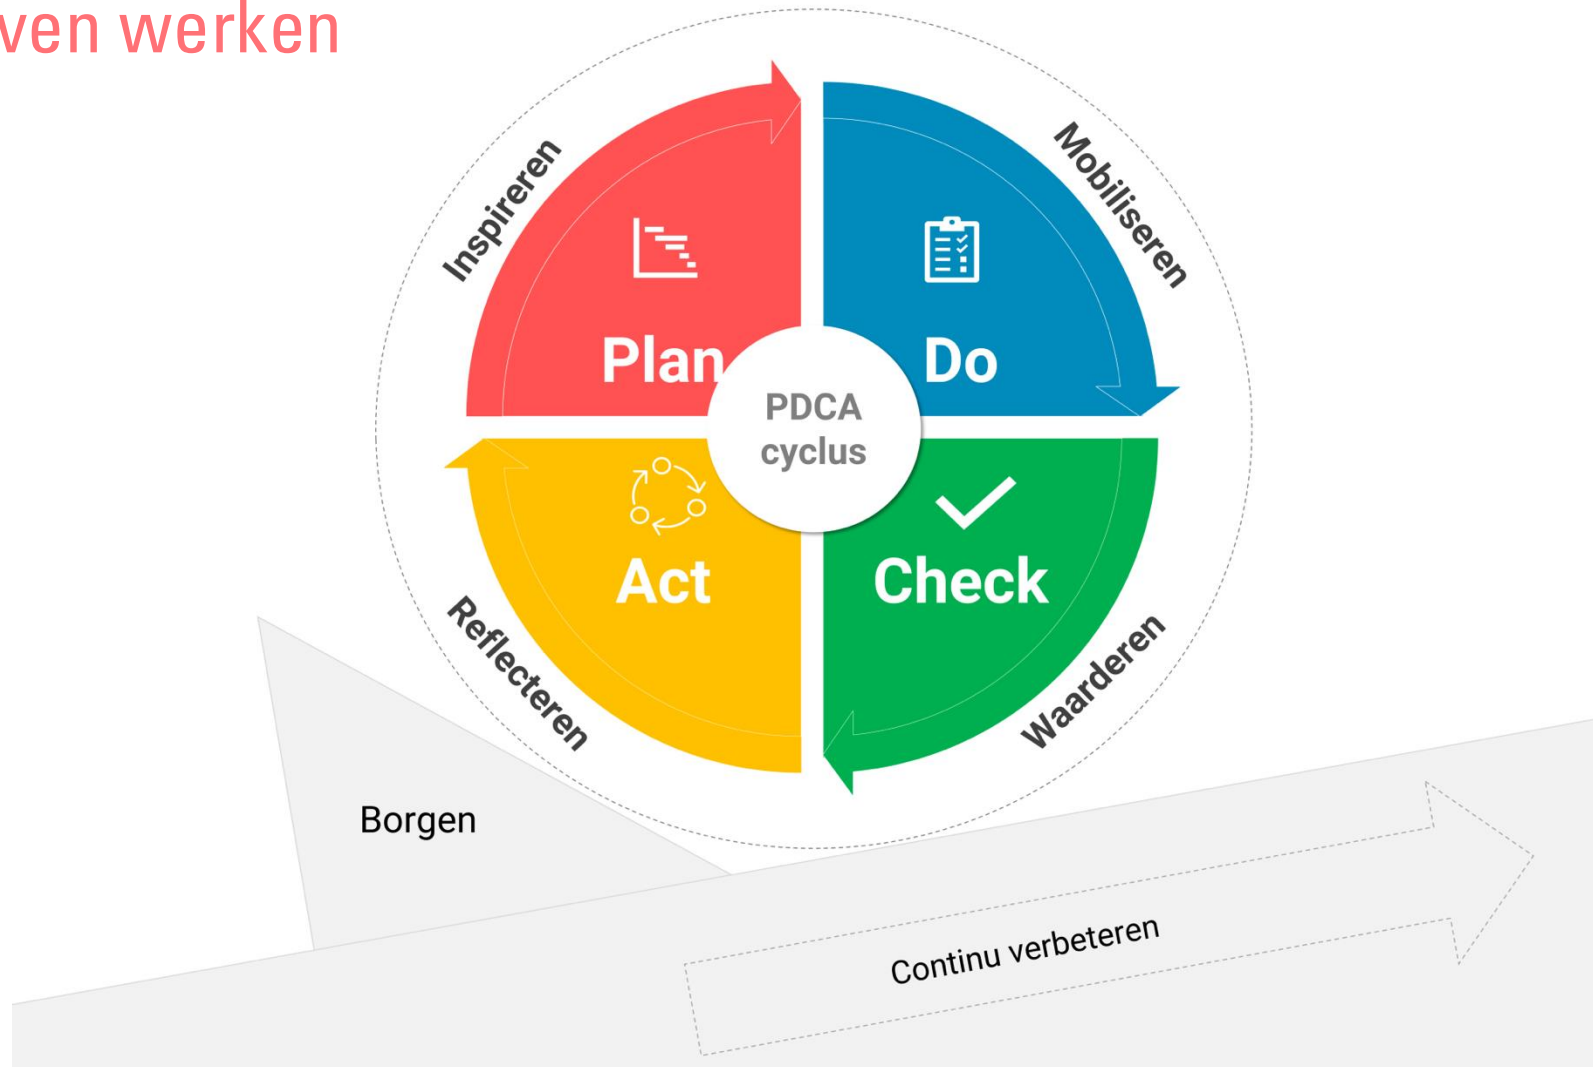 ven werken
Inspireren
Mobiliseren
Plan
Do
PDCA
cyclus
Act
Check
Reflecteren
Waarderen
Borgen
Continu verbeteren